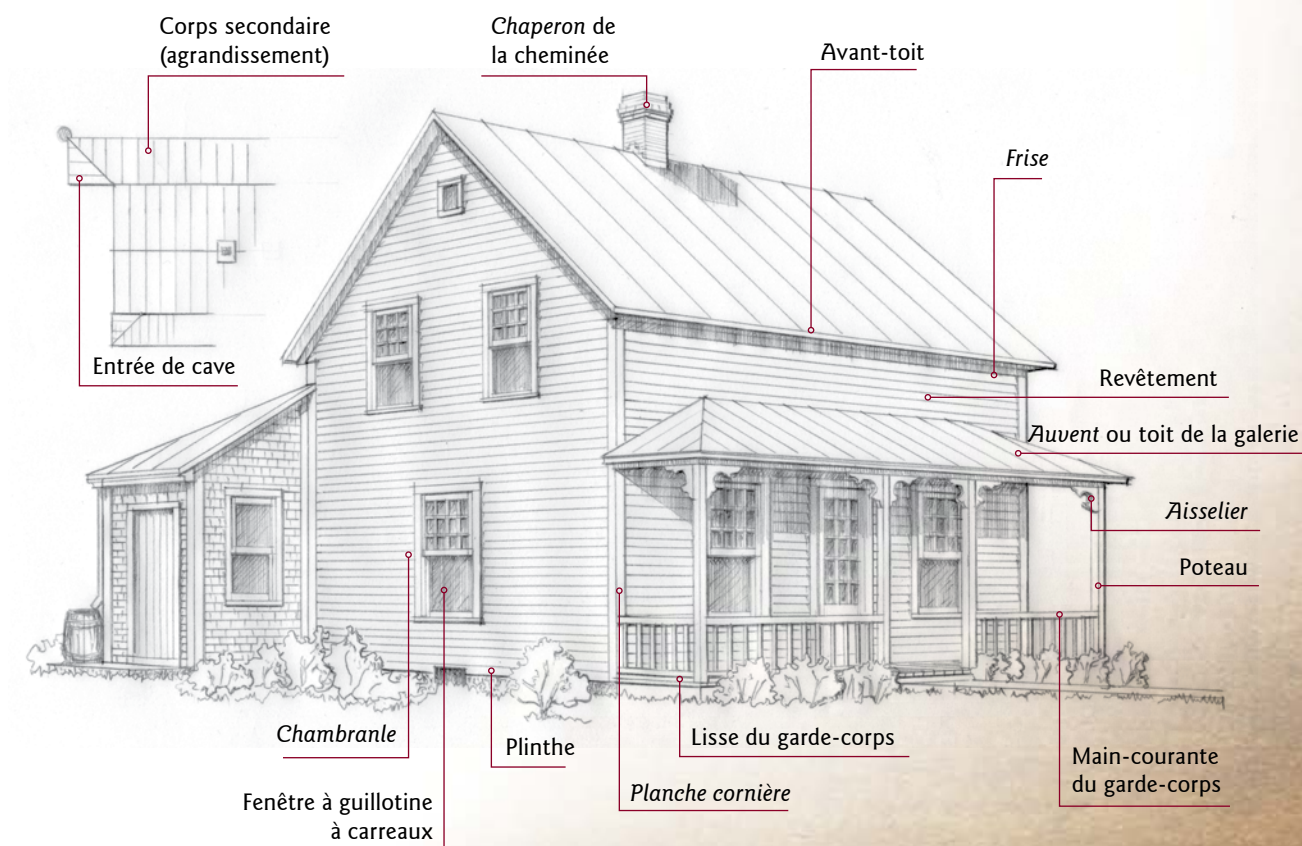 Corps secondaire
(agrandissement)
Chaperon de
la cheminée
Avant-toit
Frise
Entrée de cave
Revêtement
Auvent ou toit de la galerie
Aisselier
Poteau
Chambranle
Plinthe
Lisse du garde-corps
Main-courante
du garde-corps
Planche cornière
Fenêtre à guillotine
à carreaux